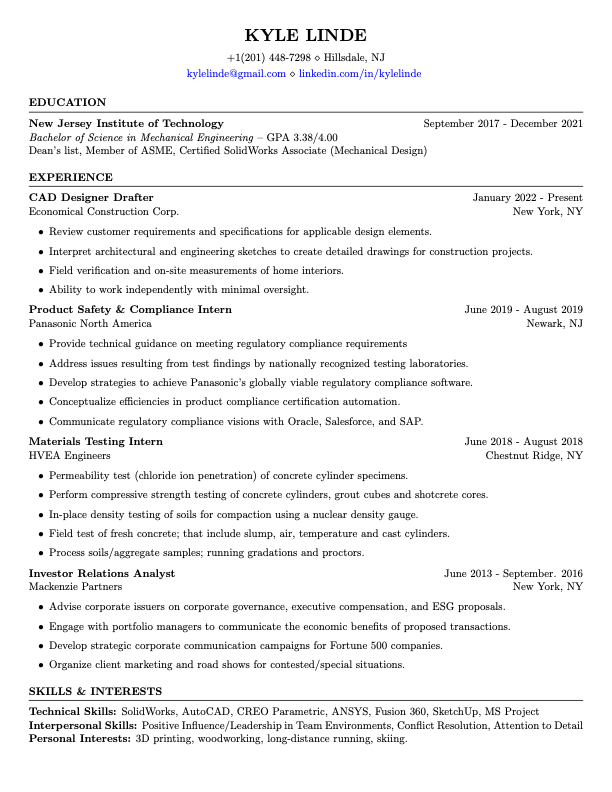 KYLE LINDE
+1(201) 448-7298 ⋄ Hillsdale, NJ
kylelinde@gmail.com ⋄ linkedin.com/in/kylelinde
EDUCATION
New Jersey Institute of Technology September 2017 - December 2021
Bachelor of Science in Mechanical Engineering – GPA 3.38/4.00
Dean's list, Member of ASME, Certified SolidWorks Associate (Mechanical Design)
EXPERIENCE
CAD Designer Drafter January 2022 - Present
Economical Construction Corp. New York, NY
• Review customer requirements and specifications for applicable design elements.
• Interpret architectural and engineering sketches to create detailed drawings for construction projects.
• Field verification and on-site measurements of home interiors.
• Ability to work independently with minimal oversight.
Product Safety & Compliance Intern June 2019 - August 2019
Panasonic North America Newark, NJ
• Provide technical guidance on meeting regulatory compliance requirements
• Address issues resulting from test findings by nationally recognized testing laboratories.
• Develop strategies to achieve Panasonic's globally viable regulatory compliance software.
• Conceptualize efficiencies in product compliance certification automation.
• Communicate regulatory compliance visions with Oracle, Salesforce, and SAP.
Materials Testing Intern June 2018 - August 2018
HVEA Engineers Chestnut Ridge, NY
• Permeability test (chloride ion penetration) of concrete cylinder specimens.
• Perform compressive strength testing of concrete cylinders, grout cubes and shotcrete cores.
• In-place density testing of soils for compaction using a nuclear density gauge.
• Field test of fresh concrete; that include slump, air, temperature and cast cylinders.
• Process soils/aggregate samples; running gradations and proctors.
Investor Relations Analyst June 2013 - September. 2016
Mackenzie Partners New York, NY
• Advise corporate issuers on corporate governance, executive compensation, and ESG proposals.
• Engage with portfolio managers to communicate the economic benefits of proposed transactions.
• Develop strategic corporate communication campaigns for Fortune 500 companies.
• Organize client marketing and road shows for contested/special situations.
SKILLS & INTERESTS
Technical Skills: SolidWorks, AutoCAD, CREO Parametric, ANSYS, Fusion 360, SketchUp, MS Project
Interpersonal Skills: Positive Influence/Leadership in Team Environments, Conflict Resolution, Attention to Detail
Personal Interests: 3D printing, woodworking, long-distance running, skiing.